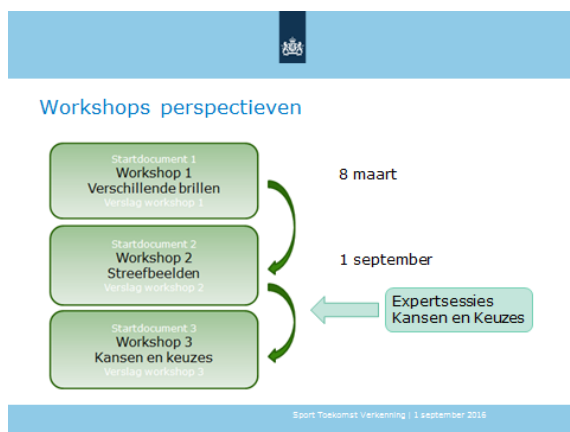 Workshops perspectieven
Startdocument 1
Workshop 1
Verschillende brillen
Verslag workshop 1
8 maart
Startdocument 2
Workshop 2
Streefbeelden
Verslag workshop 2
1 september
Expertsessies
Kansen en Keuzes
Startdocument 3
Workshop 3
Kansen en keuzes
Verslag workshop 3
Sport Toekomst Verkenning | 1 september 2016